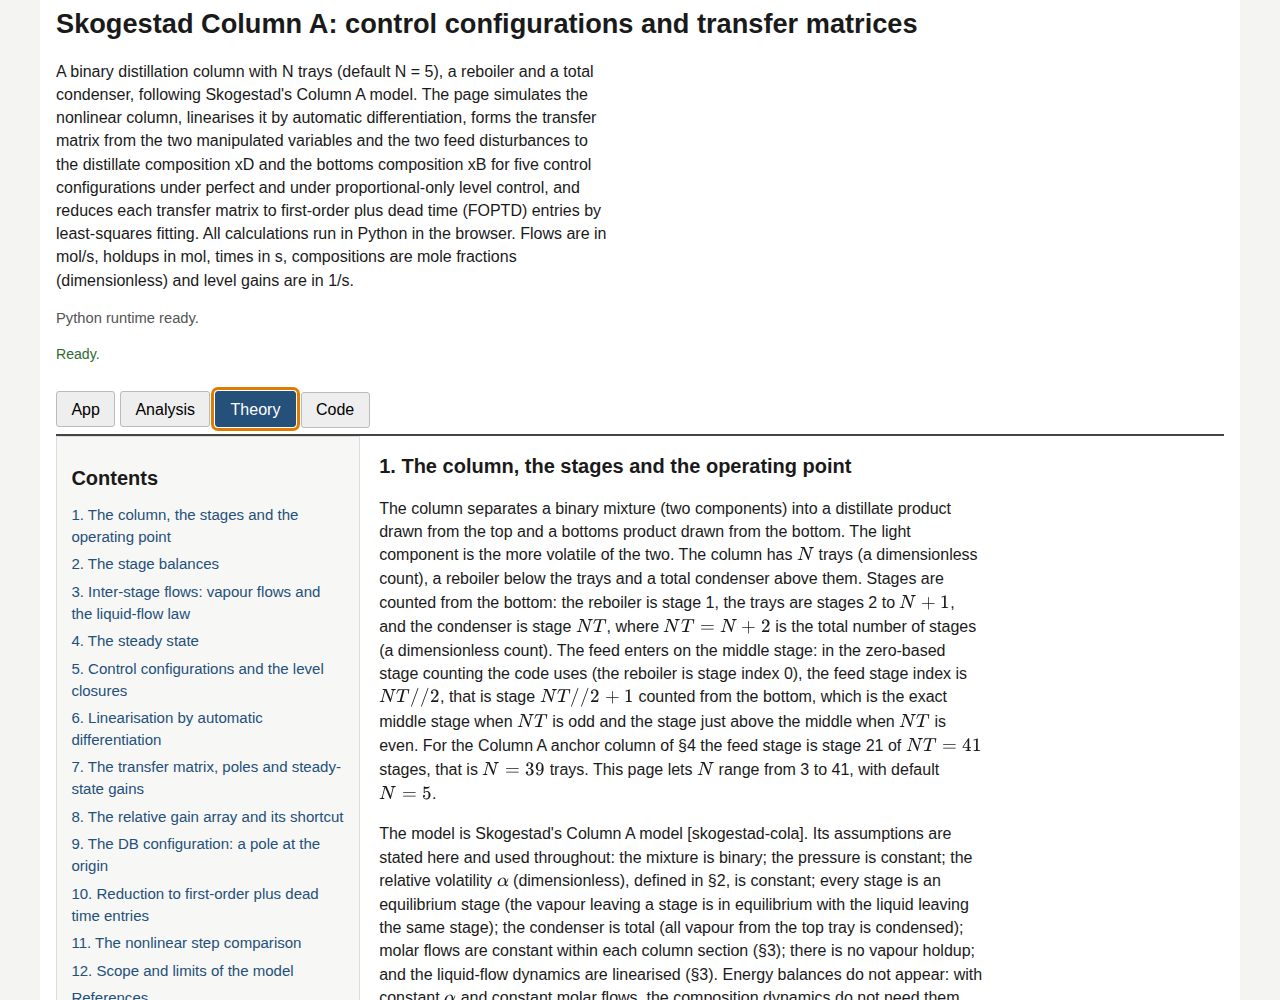 Skogestad Column A: control configurations and transfer matrices
A binary distillation column with N trays (default N = 5), a reboiler and a total
condenser, following Skogestad's Column A model. The page simulates the
nonlinear column, linearises it by automatic differentiation, forms the transfer
matrix from the two manipulated variables and the two feed disturbances to
the distillate composition xD and the bottoms composition xB for five control
configurations under perfect and under proportional-only level control, and
reduces each transfer matrix to first-order plus dead time (FOPTD) entries by
least-squares fitting. All calculations run in Python in the browser. Flows are in
mol/s, holdups in mol, times in s, compositions are mole fractions
(dimensionless) and level gains are in 1/s.
Python runtime ready.
Ready.
App Analysis Theory Code
Contents
1. The column, the stages and the
operating point
2. The stage balances
3. Inter-stage flows: vapour flows and
the liquid-flow law
4. The steady state
5. Control configurations and the level
closures
6. Linearisation by automatic
differentiation
7. The transfer matrix, poles and steady-
state gains
8. The relative gain array and its shortcut
9. The DB configuration: a pole at the
origin
10. Reduction to first-order plus dead
time entries
11. The nonlinear step comparison
12. Scope and limits of the model
References
1. The column, the stages and the operating point
The column separates a binary mixture (two components) into a distillate product
drawn from the top and a bottoms product drawn from the bottom. The light
component is the more volatile of the two. The column has N trays (a dimensionless
count), a reboiler below the trays and a total condenser above them. Stages are
counted from the bottom: the reboiler is stage 1, the trays are stages 2 to N + 1,
and the condenser is stage NT, where NT = N + 2 is the total number of stages
(a dimensionless count). The feed enters on the middle stage: in the zero-based
stage counting the code uses (the reboiler is stage index 0), the feed stage index is
NT//2, that is stage NT//2 + 1 counted from the bottom, which is the exact
middle stage when NT is odd and the stage just above the middle when NT is
even. For the Column A anchor column of §4 the feed stage is stage 21 of NT = 41
stages, that is N = 39 trays. This page lets N range from 3 to 41, with default
N = 5.
The model is Skogestad's Column A model [skogestad-cola]. Its assumptions are
stated here and used throughout: the mixture is binary; the pressure is constant; the
relative volatility α (dimensionless), defined in §2, is constant; every stage is an
equilibrium stage (the vapour leaving a stage is in equilibrium with the liquid leaving
the same stage); the condenser is total (all vapour from the top tray is condensed);
molar flows are constant within each column section (§3); there is no vapour holdup;
and the liquid-flow dynamics are linearised (§3). Energy balances do not appear: with
constant α and constant molar flows, the composition dynamics do not need them.